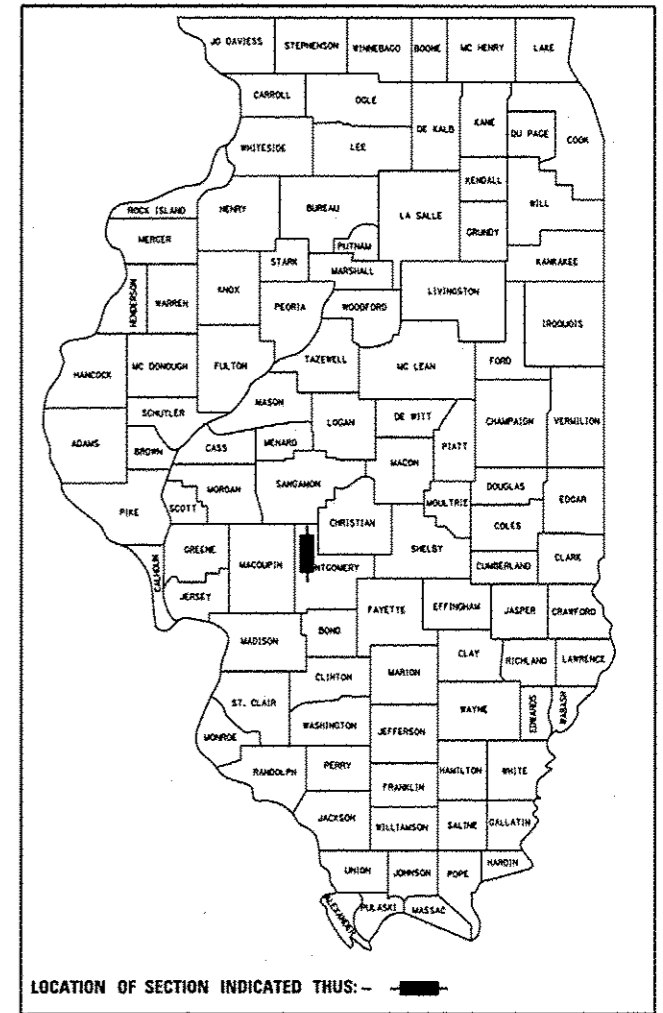 JO DAVIESS STEPHENSON WINNEBAGO BOONE MC HENRY LAKE
CARROLL OGLE DE KALB KANE DU PAGE COOK
WHITESIDE LEE KENDALL WILL
ROCK ISLAND HENRY BUREAU LA SALLE GRUNDY
MERCER PUTNAM KANKAKEE
STARK MARSHALL
HENDERSON WARREN KNOX PEORIA WOODFORD LIVINGSTON IROQUOIS
HANCOCK MC DONOUGH FULTON TAZEWELL MC LEAN FORD
MASON
SCHUYLER LOGAN DE WITT CHAMPAIGN VERMILION
ADAMS BROWN CASS MENARD PIATT
MACON
MORGAN SANGAMON DOUGLAS EDGAR
PIKE SCOTT CHRISTIAN MOULTRIE
COLES
CALHOUN GREENE MACOUPIN NTGOMERY SHELBY CUMBERLAND CLARK
JERSEY FAYETTE EFFINGHAM JASPER CRAWFORD
MADISON BOND
CLAY RICHLAND LAWRENCE
CLINTON MARION
ST. CLAIR WAYNE EDWARDS WABASH
WASHINGTON JEFFERSON
MONROE
RANDOLPH PERRY HAMILTON WHITE
FRANKLIN
JACKSON WILLIAMSON SALINE GALLATIN
UNION JOHNSON POPE HARDIN
ALEXANDER PULASKI MASSAC
LOCATION OF SECTION INDICATED THUS:-